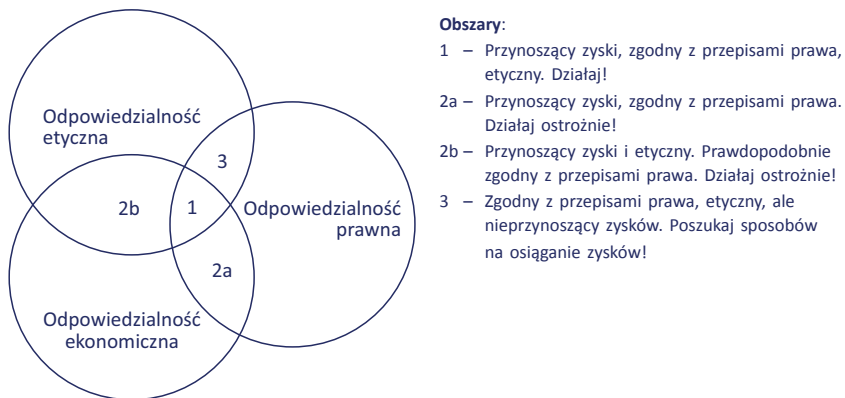 Odpowiedzialność
etyczna
3
2b
1
Odpowiedzialność
prawna
2a
Odpowiedzialność
ekonomiczna
Obszary:
1 – Przynoszący zyski, zgodny z przepisami prawa,
etyczny. Działaj!
2a – Przynoszący zyski, zgodny z przepisami prawa.
Działaj ostrożnie!
2b – Przynoszący zyski i etyczny. Prawdopodobnie
zgodny z przepisami prawa. Działaj ostrożnie!
3 – Zgodny z przepisami prawa, etyczny, ale
nieprzynoszący zysków. Poszukaj sposobów
na osiąganie zysków!